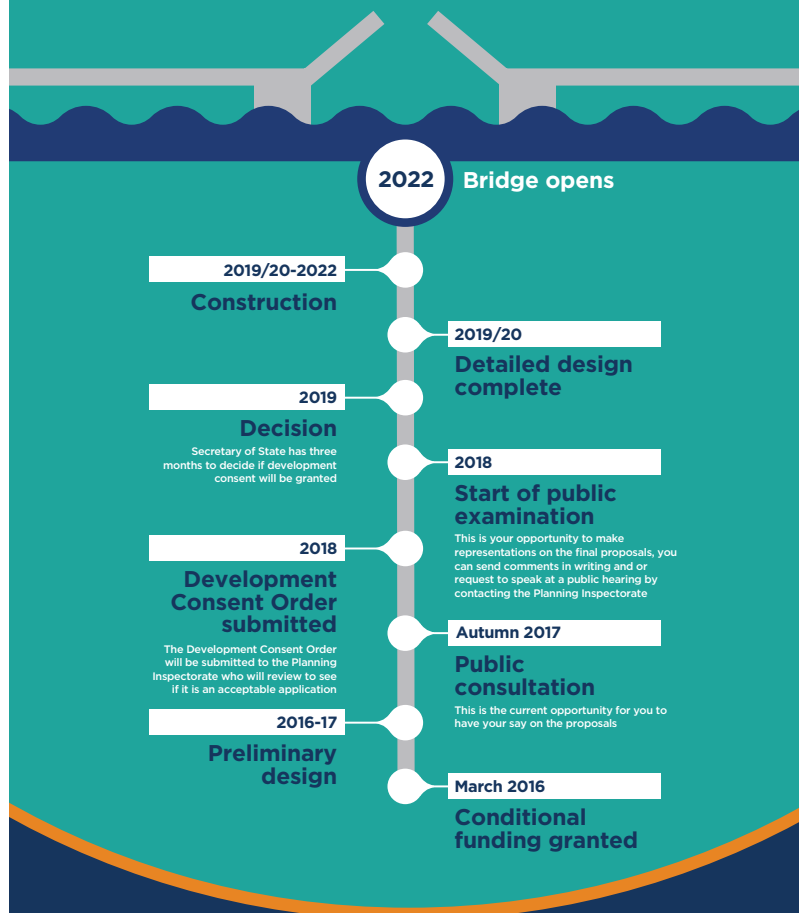 2022
Bridge opens
2019/20-2022
Construction
2019/20
Detailed design
complete
2019
Decision
Secretary of State has three
months to decide if development
consent will be granted
2018
Start of public
examination
This is your opportunity to make
representations on the final proposals, you
can send comments in writing and or
request to speak at a public hearing by
contacting the Planning Inspectorate
2018
Development
Consent Order
submitted
The Development Consent Order
will be submitted to the Planning
Inspectorate who will review to see
if it is an acceptable application
Autumn 2017
Public
consultation
This is the current opportunity for you to
have your say on the proposals
2016-17
Preliminary
design
March 2016
Conditional
funding granted